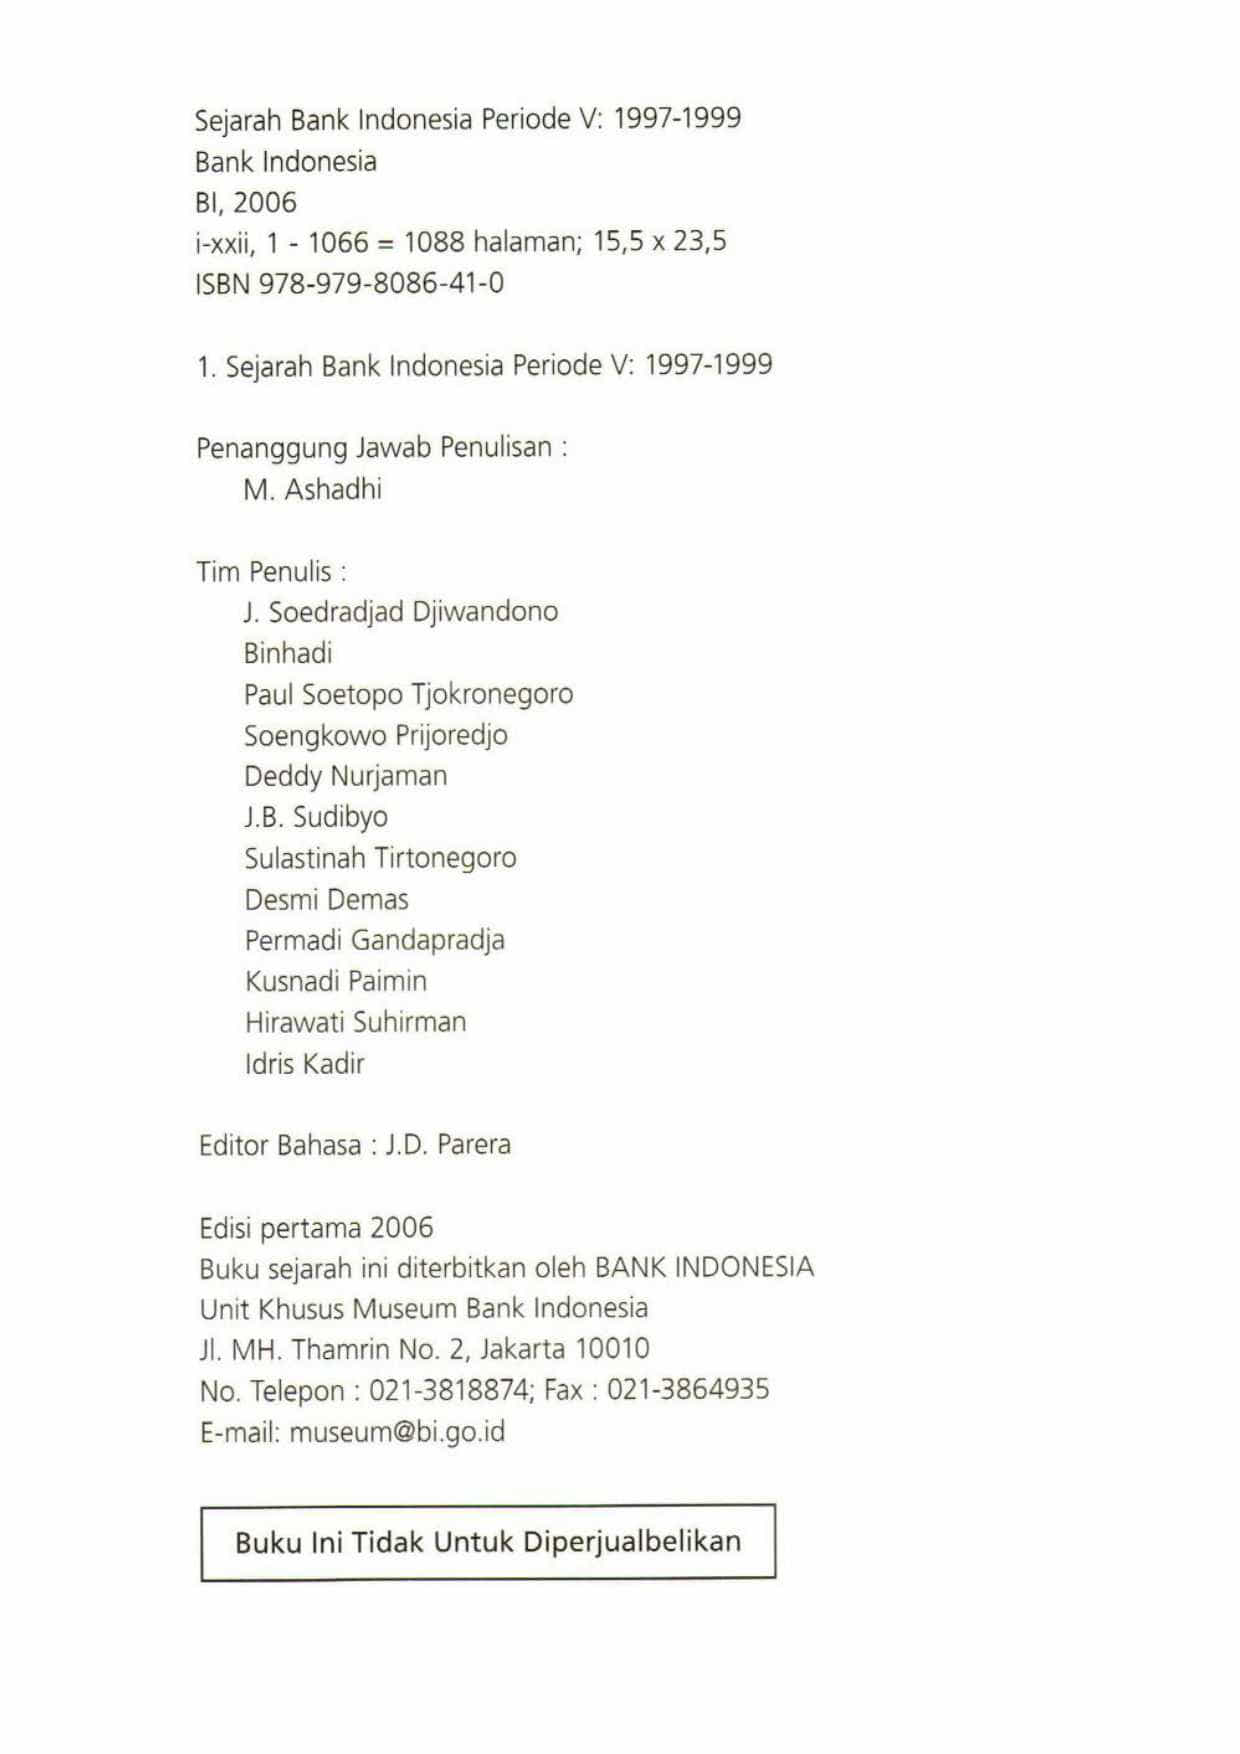 Sejarah Bank Indonesia Periode V: 1997-1999
Bank Indonesia
BI, 2006
i-xxii, 1 - 1066 = 1088 halaman; 15,5 x 23,5
ISBN 978-979-8086-41-0
1. Sejarah Bank Indonesia Periode V: 1997-1999
Penanggung Jawab Penulisan :
M. Ashadhi
Tim Penulis :
J. Soedradjad Djiwandono
Binhadi
Paul Soetopo Tjokronegoro
Soengkowo Prijoredjo
Deddy Nurjaman
J.B. Sudibyo
Sulastinah Tirtonegoro
Desmi Demas
Permadi Gandapradja
Kusnadi Paimin
Hirawati Suhirman
Idris Kadir
Editor Bahasa : J.D. Parera
Edisi pertama 2006
Buku sejarah ini diterbitkan oleh BANK INDONESIA
Unit Khusus Museum Bank Indonesia
Jl. MH. Thamrin No. 2, Jakarta 10010
No. Telepon : 021-3818874; Fax : 021-3864935
E-mail: museum@bi.go.id
Buku Ini Tidak Untuk Diperjualbelikan